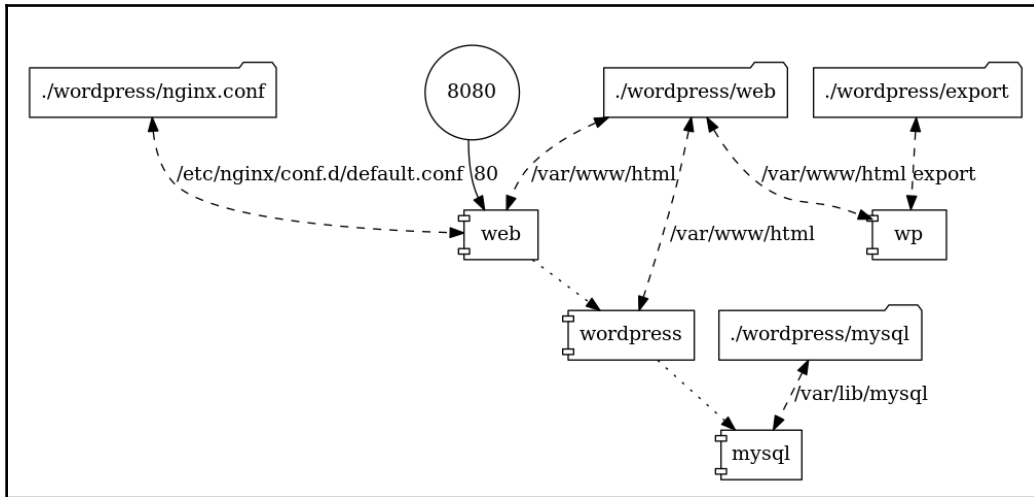 ./wordpress/nginx.conf
8080
./wordpress/web
./wordpress/export
/etc/nginx/conf.d/default.conf
80
/var/www/html
/var/www/html
export
web
/var/www/html
wp
wordpress
./wordpress/mysql
/var/lib/mysql
mysql